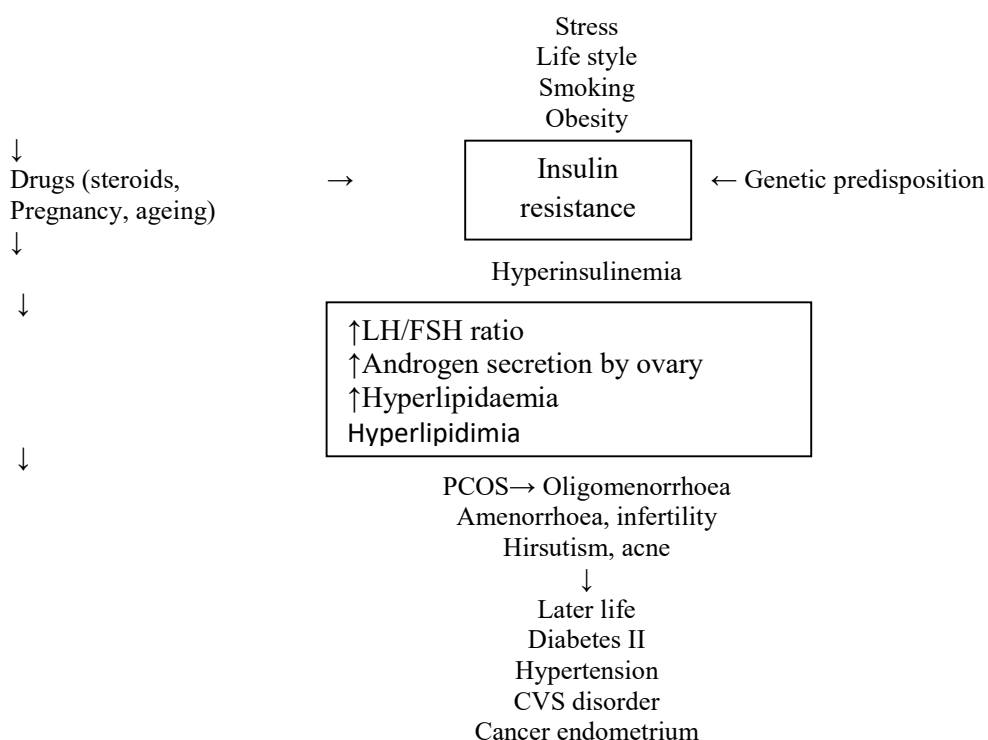 Stress
Life style
Smoking
Obesity
↓
Drugs (steroids, → Insulin ← Genetic predisposition
Pregnancy, ageing) resistance
↓
Hyperinsulinemia
↓
↑LH/FSH ratio
↑Androgen secretion by ovary
↑Hyperlipidaemia
Hyperlipidimia
↓
PCOS→ Oligomenorrhoea
Amenorrhoea, infertility
Hirsutism, acne
↓
Later life
Diabetes II
Hypertension
CVS disorder
Cancer endometrium